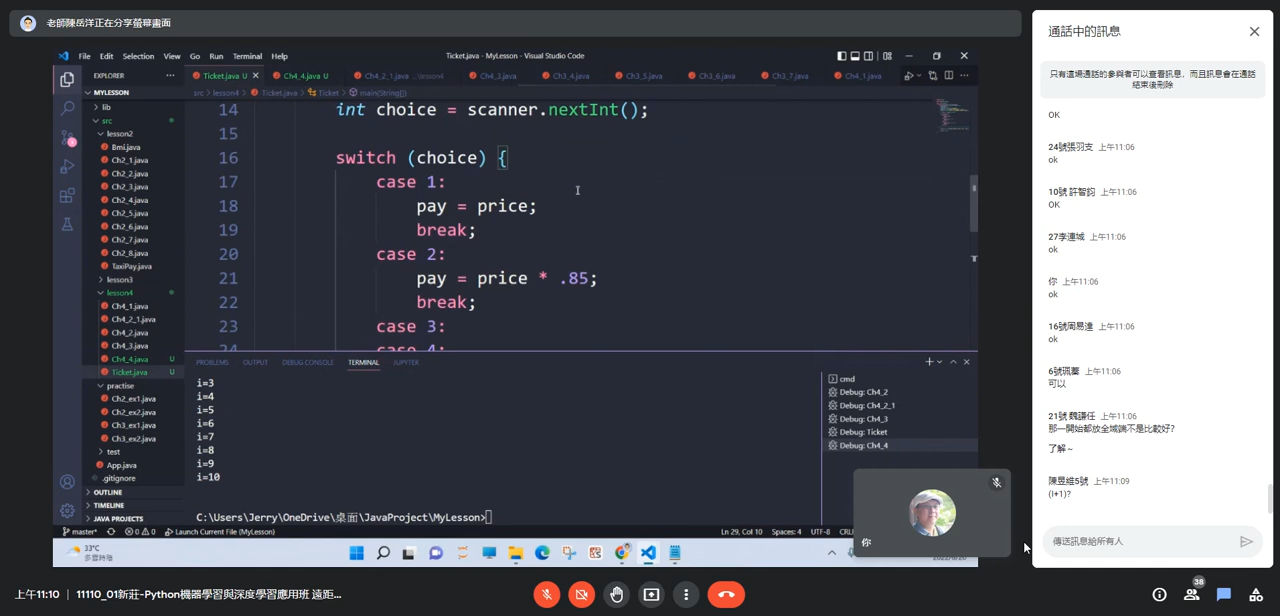 老師陳岳洋正在分享螢幕畫面
File Edit Selection View Go Run Terminal Help
Ticket.java - MyLesson - Visual Studio Code
EXPLORER
Ticket.java U
Ch4_4.java U
Ch4_2_1.java ...\lesson4
Ch4_3.java
Ch3_4.java
Ch3_5.java
Ch3_6.java
Ch3_7.java
Ch4_1.java
MYLESSON
src > lesson4 > Ticket.java > Ticket > main(String[])
lib
src
lesson2
Bmi.java
Ch2_1.java
Ch2_2.java
Ch2_3.java
Ch2_4.java
Ch2_5.java
Ch2_6.java
Ch2_7.java
Ch2_8.java
TaxiPay.java
lesson3
lesson4
Ch4_1.java
Ch4_2_1.java
Ch4_2.java
Ch4_3.java
Ch4_4.java U
Ticket.java U
practise
Ch2_ex1.java
Ch2_ex2.java
Ch3_ex1.java
Ch3_ex2.java
test
App.java
.gitignore
OUTLINE
TIMELINE
JAVA PROJECTS
14 int choice = scanner.nextInt();
15
16 switch (choice) {
17 case 1:
18 pay = price;
19 break;
20 case 2:
21 pay = price * .85;
22 break;
23 case 3:
24 case 4:
PROBLEMS OUTPUT DEBUG CONSOLE TERMINAL JUPYTER
i=3
i=4
i=5
i=6
i=7
i=8
i=9
i=10
C:\Users\Jerry\OneDrive\桌面\JavaProject\MyLesson>
cmd
Debug: Ch4_2
Debug: Ch4_2_1
Debug: Ch4_3
Debug: Ticket
Debug: Ch4_4
master*
0 0
Launch Current File (MyLesson)
Ln 29, Col 10 Spaces: 4 UTF-8 CRL
33°C
你
上午11:10 | 11110_01新莊-Python機器學習與深度學習應用班 遠距...
38
通話中的訊息
只有這場通話的參與者可以查看訊息，而且訊息會在通話
結束後刪除
OK
24號張羽支 上午11:06
ok
10號 許智鈞 上午11:06
OK
27李連城 上午11:06
ok
你 上午11:06
ok
16號周易達 上午11:06
ok
6號珮蓁 上午11:06
可以
21號 魏謙任 上午11:06
那一開始都放全域端不是比較好?
了解～
陳昱維5號 上午11:09
(i+1)?
傳送訊息給所有人